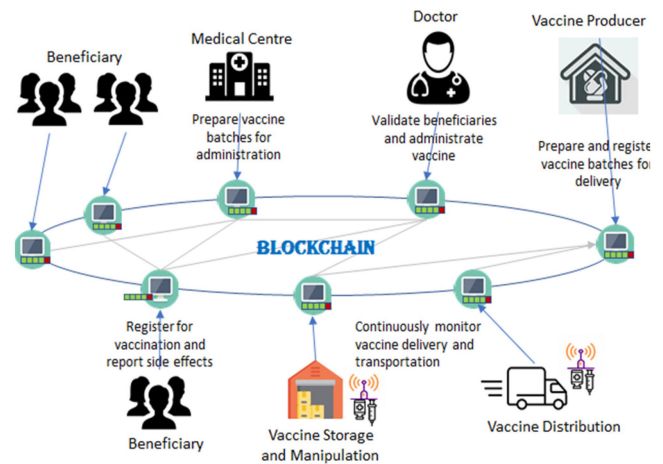 Beneficiary
Medical Centre
Doctor
Vaccine Producer
Prepare vaccine
batches for
administration
Validate beneficiaries
and administrate
vaccine
Prepare and registe
vaccine batches for
delivery
BLOCKCHAIN
Register for
vaccination and
report side effects
Continuously monitor
vaccine delivery and
transportation
Beneficiary
Vaccine Storage
and Manipulation
Vaccine Distribution